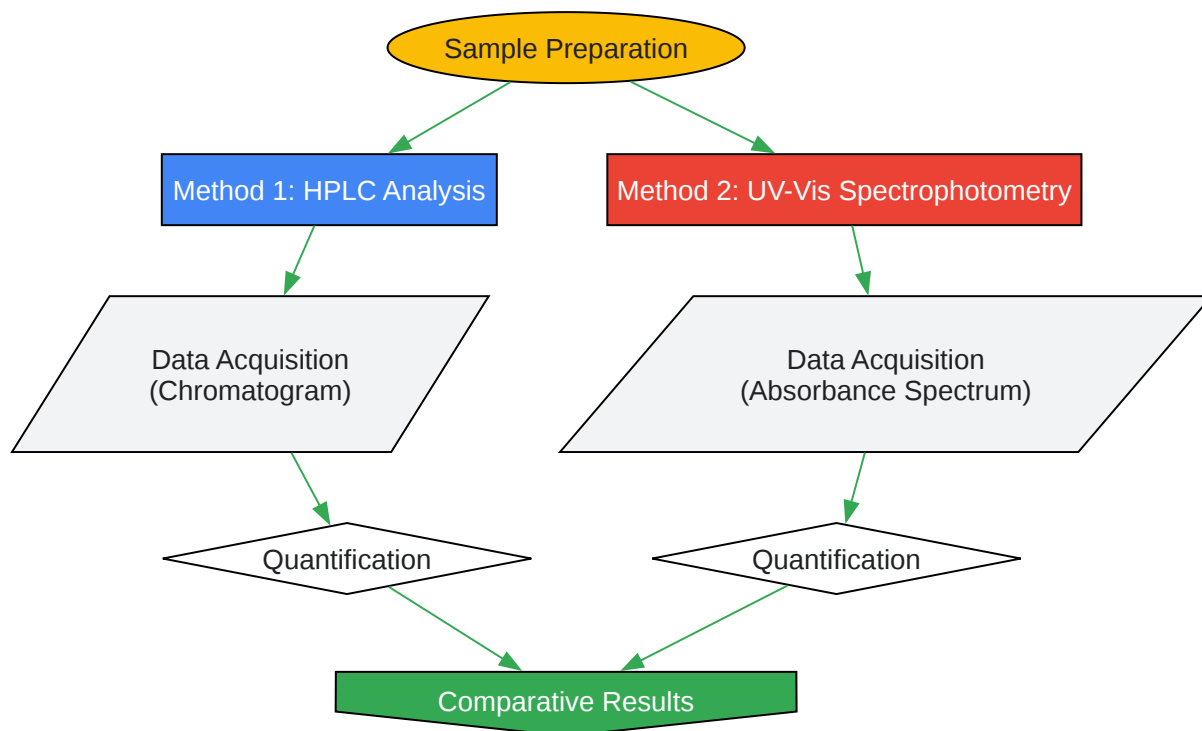 Sample Preparation
Method 1: HPLC Analysis
Method 2: UV-Vis Spectrophotometry
Data Acquisition
(Chromatogram)
Data Acquisition
(Absorbance Spectrum)
Quantification
Quantification
Comparative Results